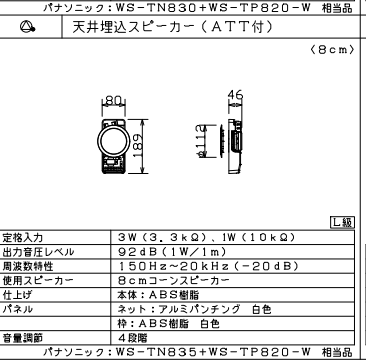 パナソニック：WS－TN830＋WS－TP820－W 相当品
天井埋込スピーカー（ATT付）
（8cm）
80
46
189
φ112
L級
定格入力 3W（3．3kΩ）、1W（10kΩ）
出力音圧レベル 92dB（1W／1m）
周波数特性 150Hz～20kHz（－20dB）
使用スピーカー 8cmコーンスピーカー
仕上げ 本体：ABS樹脂
パネル ネット：アルミパンチング 白色
枠：ABS樹脂 白色
音量調節 4段階
パナソニック：WS－TN835＋WS－TP820－W 相当品